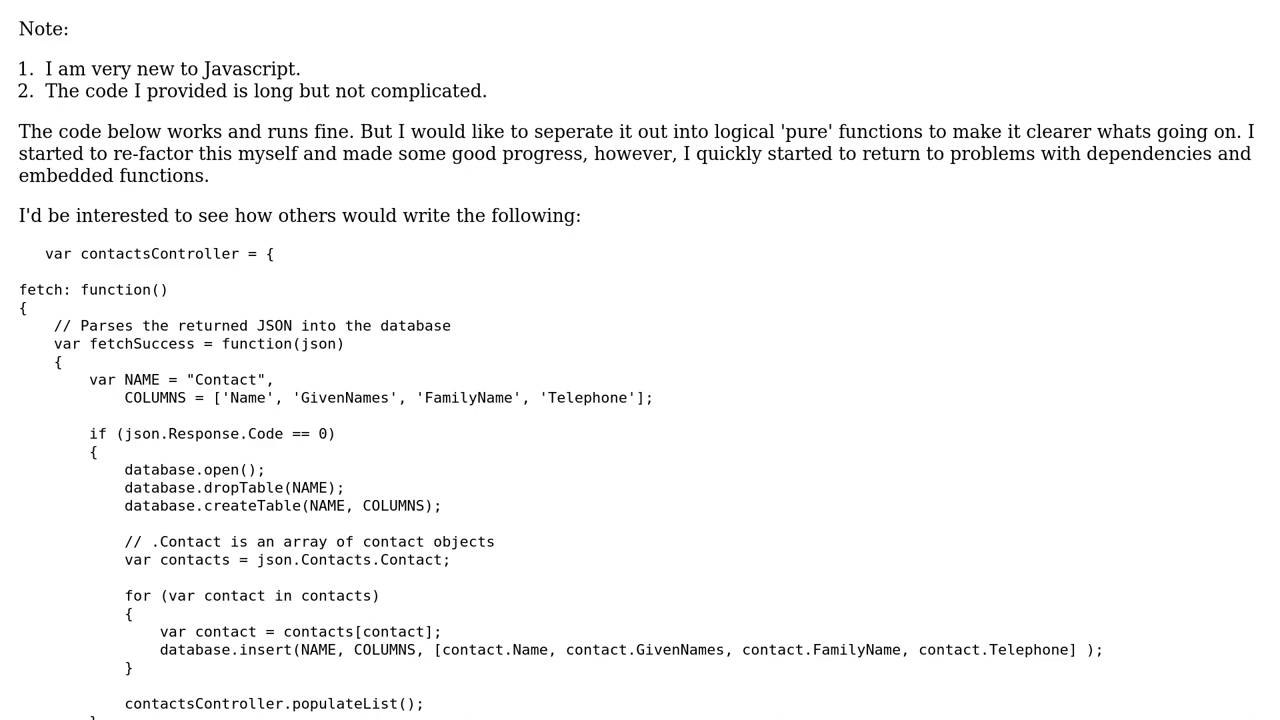 Note:
1. I am very new to Javascript.
2. The code I provided is long but not complicated.
The code below works and runs fine. But I would like to seperate it out into logical 'pure' functions to make it clearer whats going on. I
started to re-factor this myself and made some good progress, however, I quickly started to return to problems with dependencies and
embedded functions.
I'd be interested to see how others would write the following:
var contactsController = {
fetch: function()
{
// Parses the returned JSON into the database
var fetchSuccess = function(json)
{
var NAME = "Contact",
COLUMNS = ['Name', 'GivenNames', 'FamilyName', 'Telephone'];
if (json.Response.Code == 0)
{
database.open();
database.dropTable(NAME);
database.createTable(NAME, COLUMNS);
// .Contact is an array of contact objects
var contacts = json.Contacts.Contact;
for (var contact in contacts)
{
var contact = contacts[contact];
database.insert(NAME, COLUMNS, [contact.Name, contact.GivenNames, contact.FamilyName, contact.Telephone] );
}
contactsController.populateList();
}